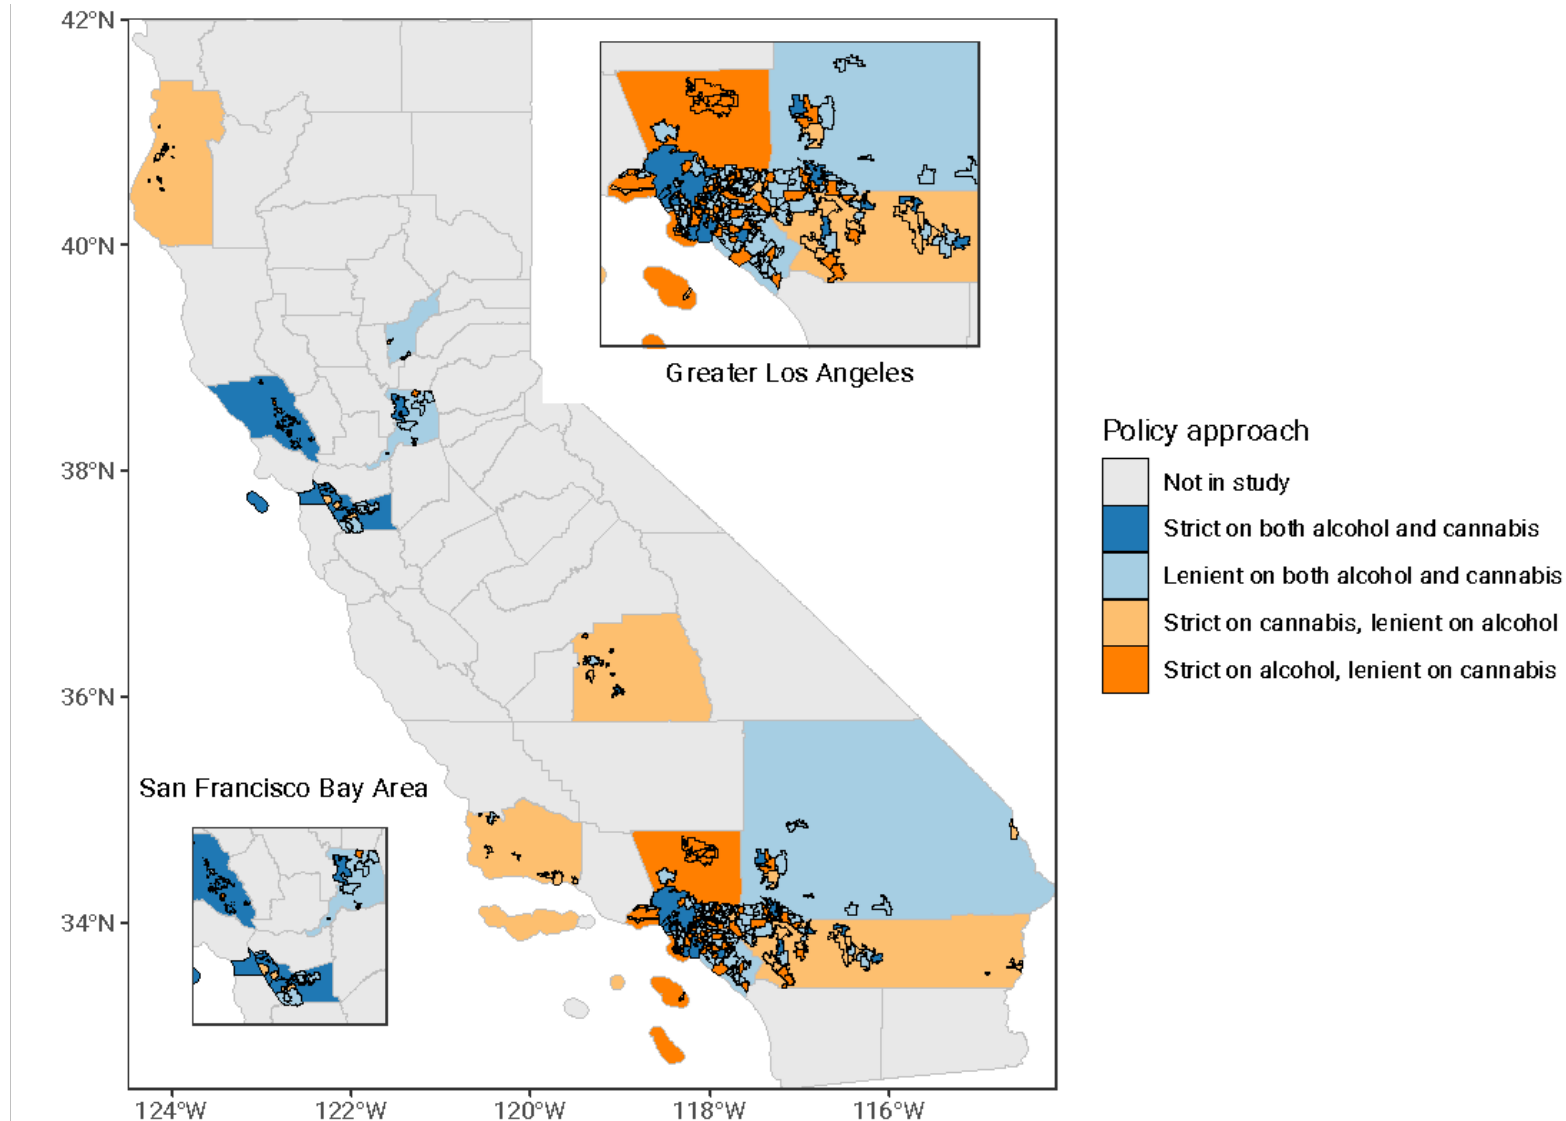 42°N
40°N
38°N
36°N
34°N
124°W 122°W 120°W 118°W 116°W
Greater Los Angeles
San Francisco Bay Area
Policy approach
Not in study
Strict on both alcohol and cannabis
Lenient on both alcohol and cannabis
Strict on cannabis, lenient on alcohol
Strict on alcohol, lenient on cannabis